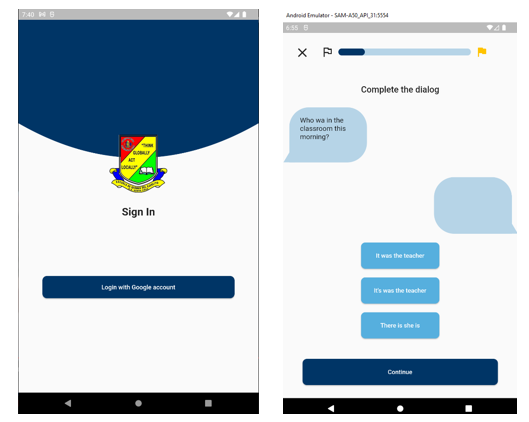 7:40
Sign In
"THINK
GLOBALLY
ACT
LOCALLY"
Login with Google account
Android Emulator - SAM-A50_API_31:5554
6:55
Complete the dialog
Who wa in the
classroom this
morning?
It was the teacher
It's was the teacher
There is she is
Continue